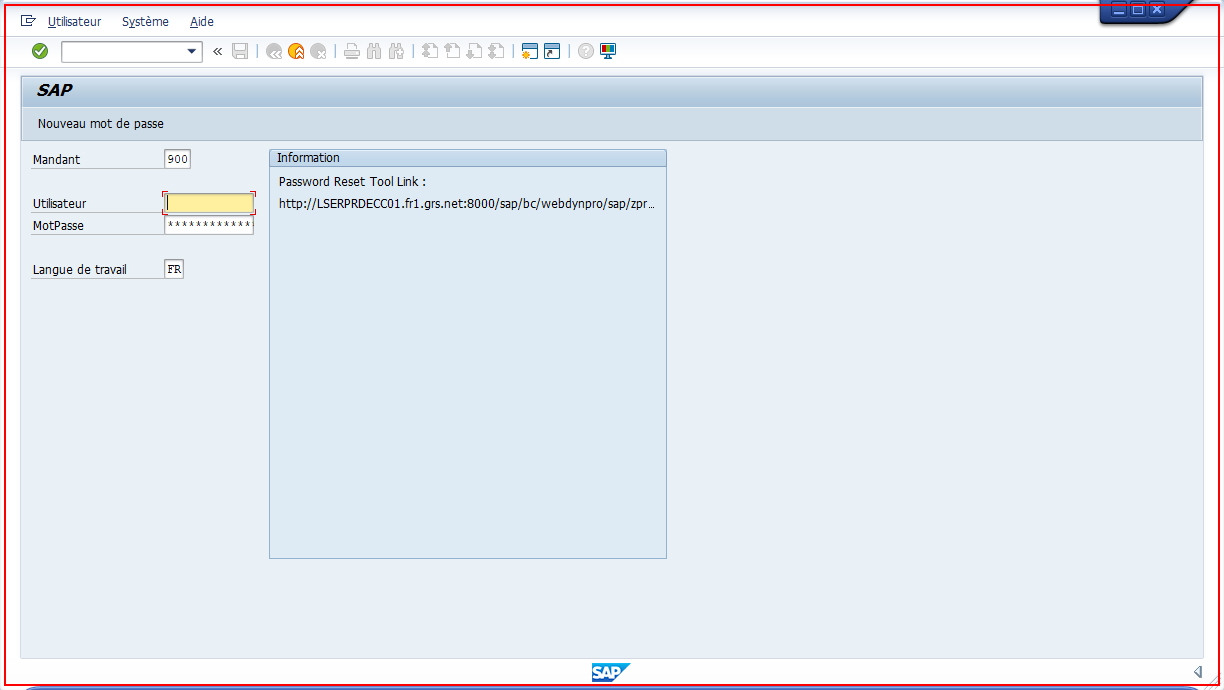 Utilisateur Système Aide
SAP
Nouveau mot de passe
Mandant 900
Information
Password Reset Tool Link :
Utilisateur
http://LSERPRDECC01.fr1.grs.net:8000/sap/bc/webdynpro/sap/zpr...
MotPasse ************
Langue de travail FR
SAP